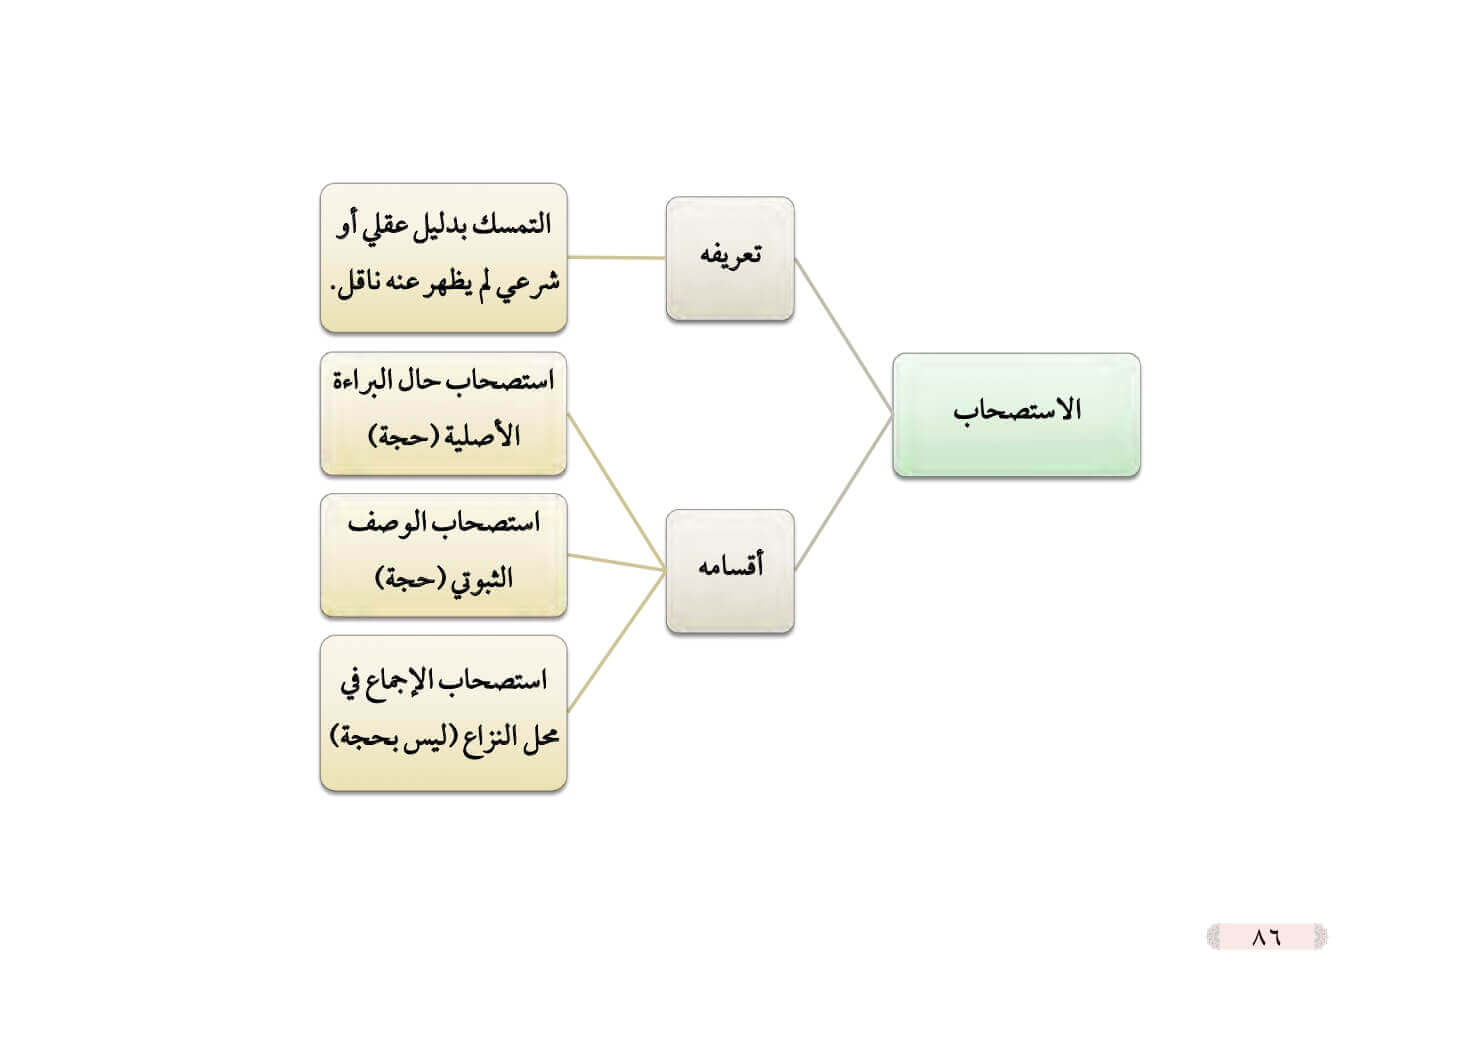 الاستصحاب
تعريفه
التمسك بدليل عقلي أو
شرعي لم يظهر عنه ناقل.
أقسامه
استصحاب حال البراءة
الأصلية (حجة)
استصحاب الوصف
الثبوتي (حجة)
استصحاب الإجماع في
محل النزاع (ليس بحجة)
٨٦